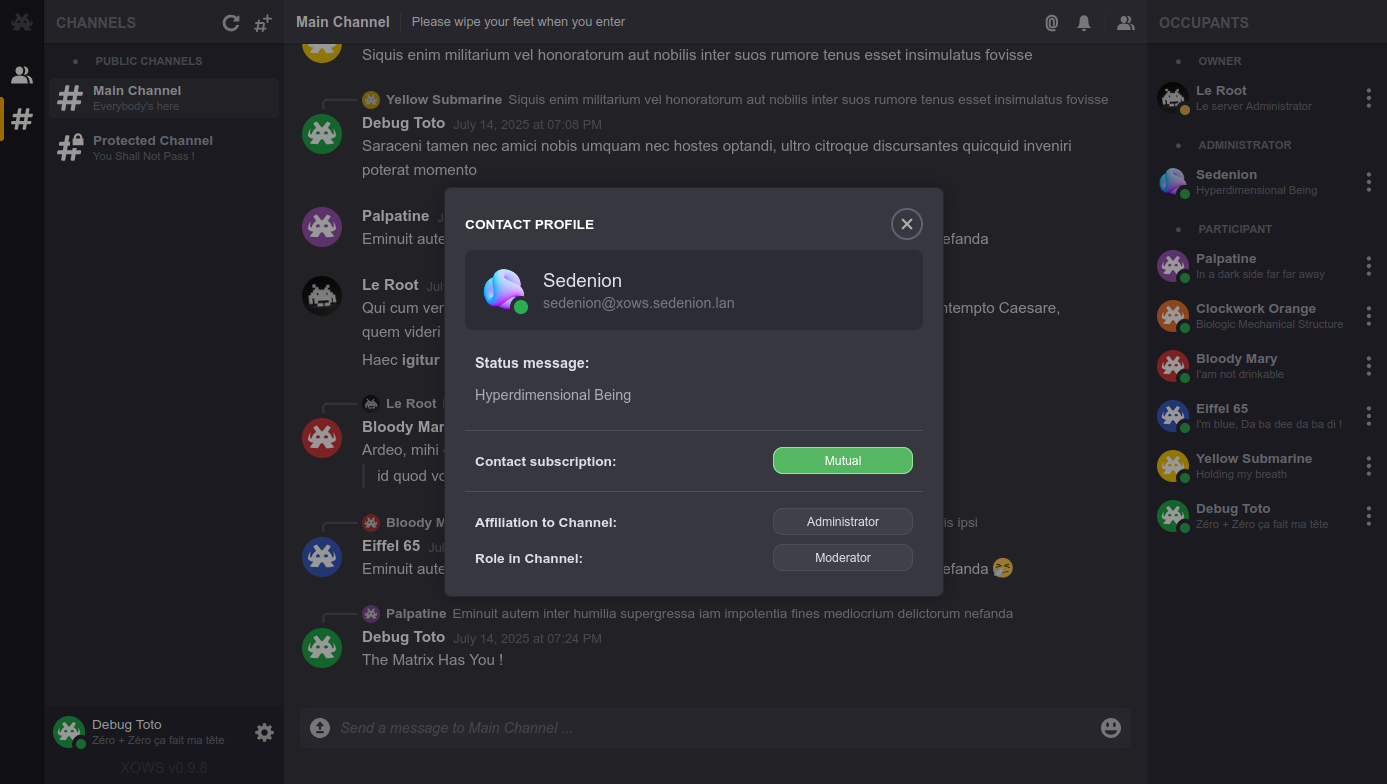 CHANNELS
PUBLIC CHANNELS
Main Channel
Everybody's here
Protected Channel
You Shall Not Pass !
Debug Toto
Zéro + Zéro ça fait ma tête
XOWS v0.9.8
Main Channel
Please wipe your feet when you enter
Siquis enim militarium vel honoratorum aut nobilis inter suos rumore tenus esset insimulatus fovisse
Yellow Submarine Siquis enim militarium vel honoratorum aut nobilis inter suos rumore tenus esset insimulatus fovisse
Debug Toto July 14, 2025 at 07:08 PM
Saraceni tamen nec amici nobis umquam nec hostes optandi, ultro citroque discursantes quicquid inveniri
poterat momento
Palpatine
Eminuit aute efanda
Le Root Jul
Qui cum ver ntempto Caesare,
quem videri
Haec igitur
Le Root
Bloody Mar
Ardeo, mihi
id quod vo
Bloody M is ipsi
Eiffel 65 Jul
Eminuit aute efanda 🤧
Palpatine Eminuit autem inter humilia supergressa iam impotentia fines mediocrium delictorum nefanda
Debug Toto July 14, 2025 at 07:24 PM
The Matrix Has You !
Send a message to Main Channel ...
CONTACT PROFILE
Sedenion
sedenion@xows.sedenion.lan
Status message:
Hyperdimensional Being
Contact subscription: Mutual
Affiliation to Channel: Administrator
Role in Channel: Moderator
OCCUPANTS
OWNER
Le Root
Le server Administrator
ADMINISTRATOR
Sedenion
Hyperdimensional Being
PARTICIPANT
Palpatine
In a dark side far far away
Clockwork Orange
Biologic Mechanical Structure
Bloody Mary
I'am not drinkable
Eiffel 65
I'm blue, Da ba dee da ba di !
Yellow Submarine
Holding my breath
Debug Toto
Zéro + Zéro ça fait ma tête